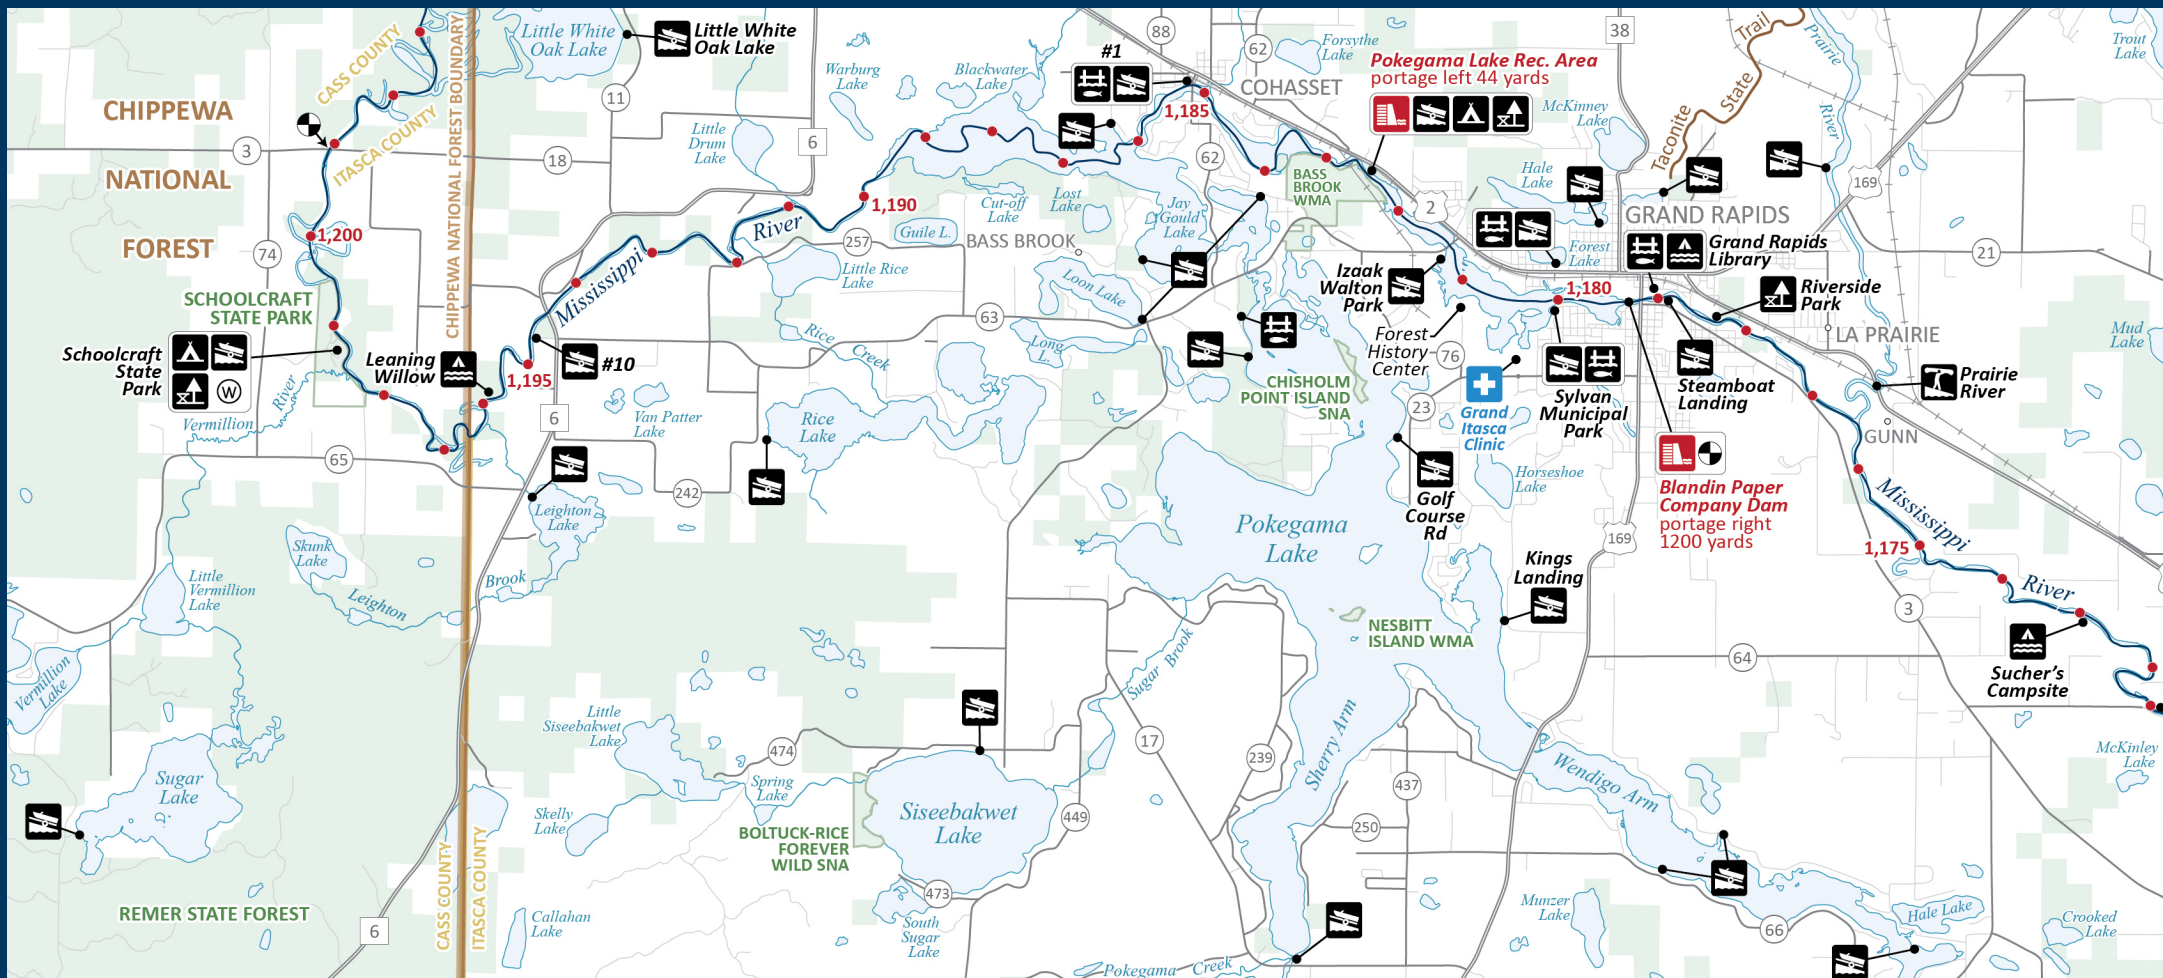 Little White
Oak Lake
Little White
Oak Lake
CASS COUNTY
ITASCA COUNTY
CHIPPEWA NATIONAL FOREST BOUNDARY
CHIPPEWA
NATIONAL
FOREST
3
18
11
6
74
1,200
SCHOOLCRAFT
STATE PARK
Schoolcraft
State
Park
W
Vermillion
River
65
Leaning
Willow
1,195
#10
6
Mississippi
River
Little
Drum
Lake
Warburg
Lake
Blackwater
Lake
1,190
257
Guile L.
Cut-off
Lake
Lost
Lake
BASS BROOK
Little Rice
Lake
Rice
Creek
63
Loon Lake
Long
L.
Jay
Gould
Lake
#1
88
62
1,185
62
COHASSET
Forsythe
Lake
Pokegama Lake Rec. Area
portage left 44 yards
BASS
BROOK
WMA
2
McKinney
Lake
38
Hale
Lake
Taconite
State
Trail
Prairie
River
Trout
Lake
169
21
GRAND RAPIDS
Forest
Lake
Grand Rapids
Library
Izaak
Walton
Park
1,180
Riverside
Park
LA PRAIRIE
Mud
Lake
Forest
History
Center
76
23
Grand
Itasca
Clinic
Sylvan
Municipal
Park
Steamboat
Landing
Prairie
River
GUNN
CHISHOLM
POINT ISLAND
SNA
Van Patter
Lake
Rice
Lake
242
Leighton
Lake
Skunk
Lake
Leighton
Brook
Little
Vermillion
Lake
Vermillion
Lake
Golf
Course
Rd
Horseshoe
Lake
Blandin Paper
Company Dam
portage right
1200 yards
169
Pokegama
Lake
Kings
Landing
NESBITT
ISLAND WMA
Mississippi
River
1,175
3
64
Sucher's
Campsite
Sugar Brook
Little
Siseebakwet
Lake
474
Spring
Lake
Skelly
Lake
Sugar
Lake
17
239
Sherry Arm
437
250
449
Wendigo Arm
McKinley
Lake
BOLTUCK-RICE
FOREVER
WILD SNA
Siseebakwet
Lake
473
South
Sugar
Lake
REMER STATE FOREST
6
CASS COUNTY
ITASCA COUNTY
Callahan
Lake
Pokegama Creek
Munzer
Lake
66
Hale Lake
Crooked
Lake